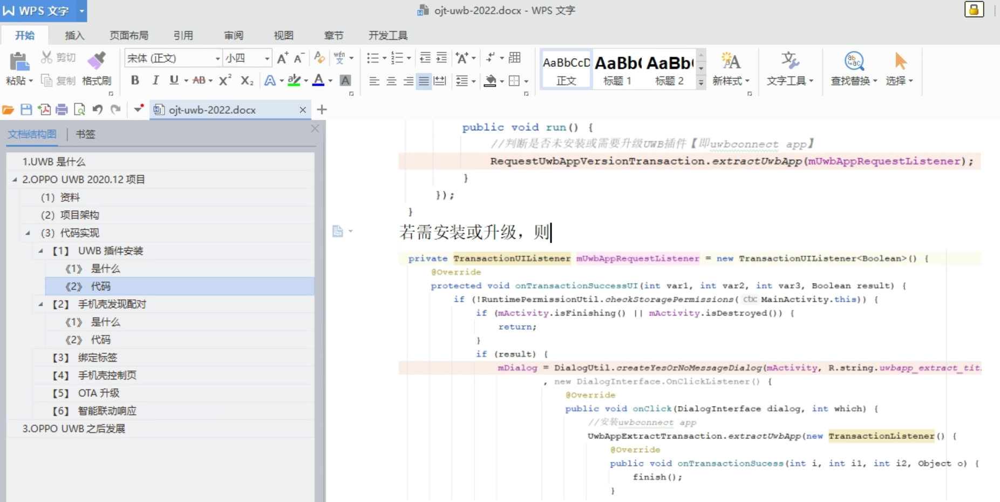 WPS 文字
ojt-uwb-2022.docx - WPS 文字
开始 插入 页面布局 引用 审阅 视图 章节 开发工具
剪切 宋体 (正文) 小四
AaBbCcD AaBb( AaBb(
粘贴 复制 格式刷 B I U AB X² X₂ A A A 正文 标题 1 标题 2 新样式 文字工具 查找替换 选择
ojt-uwb-2022.docx
文档结构图 书签
1.UWB 是什么
2.OPPO UWB 2020.12 项目
(1) 资料
(2) 项目架构
(3) 代码实现
【1】 UWB 插件安装
《1》 是什么
《2》 代码
【2】 手机壳发现配对
《1》 是什么
《2》 代码
【3】 绑定标签
【4】 手机壳控制页
【5】 OTA 升级
【6】 智能联动响应
3.OPPO UWB 之后发展
public void run() {
//判断是否未安装或需要升级UWB插件【即uwbconnect app】
RequestUwbAppVersionTransaction.extractUwbApp(mUwbAppRequestListener);
}
});
}
若需安装或升级，则
private TransactionUIListener mUwbAppRequestListener = new TransactionUIListener<Boolean>() {
@Override
protected void onTransactionSuccessUI(int var1, int var2, int var3, Boolean result) {
if (!RuntimePermissionUtil.checkStoragePermissions( ctx: MainActivity.this)) {
if (mActivity.isFinishing() || mActivity.isDestroyed()) {
return;
}
if (result) {
mDialog = DialogUtil.createYesOrNoMessageDialog(mActivity, R.string.uwbapp_extract_tit
, new DialogInterface.OnClickListener() {
@Override
public void onClick(DialogInterface dialog, int which) {
//安装uwbconnect app
UwbAppExtractTransaction.extractUwbApp(new TransactionListener() {
@Override
public void onTransactionSucess(int i, int i1, int i2, Object o) {
finish();
}